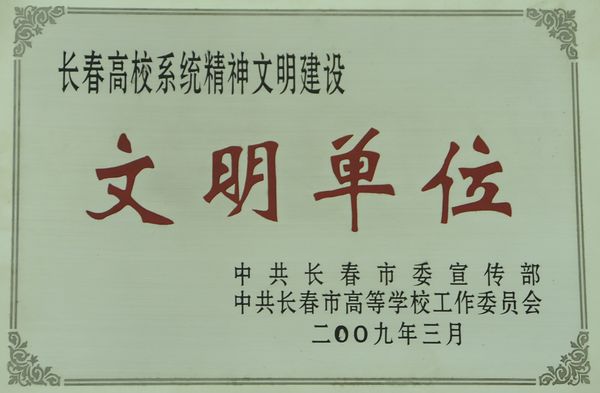 长春高校系统精神文明建设
文明单位
中共长春市委宣传部
中共长春市高等学校工作委员会
二00九年三月